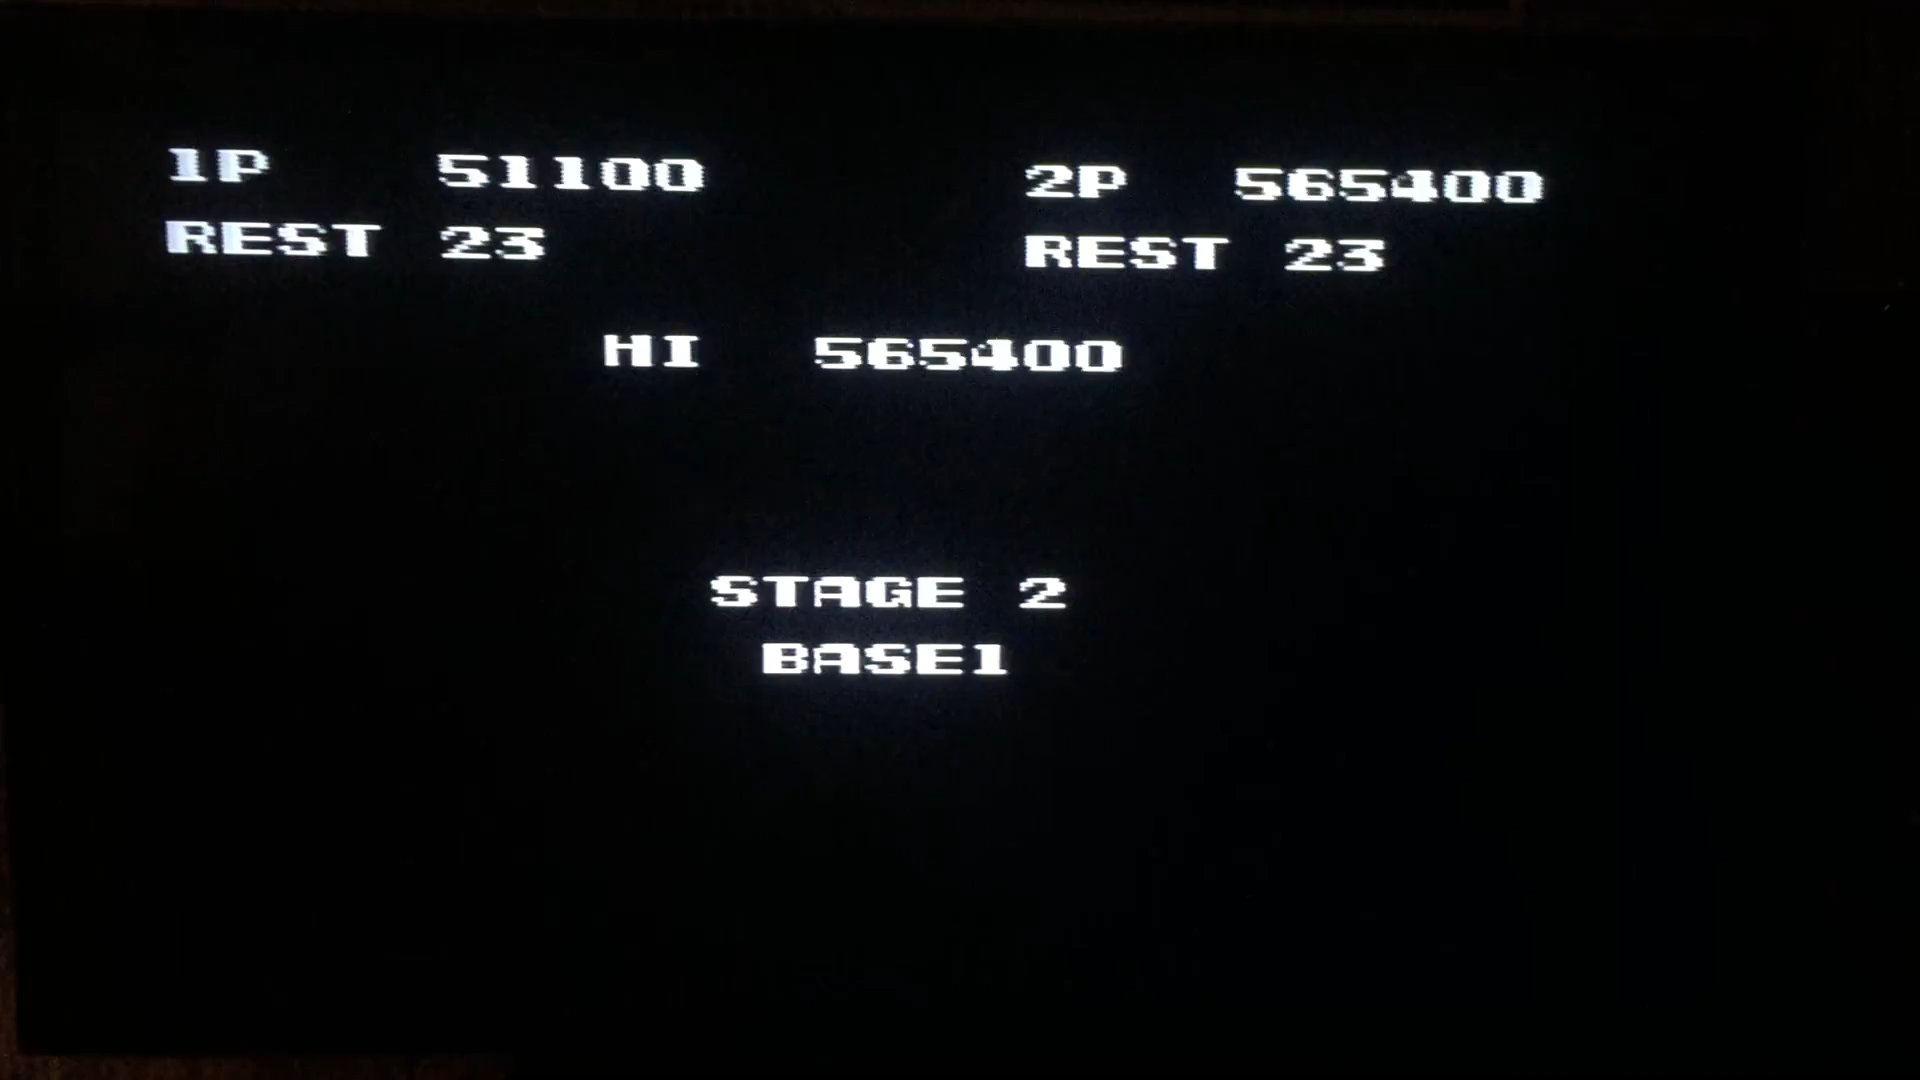 1P 51100 2P 565400
REST 23 REST 23
HI 565400
STAGE 2
BASE1